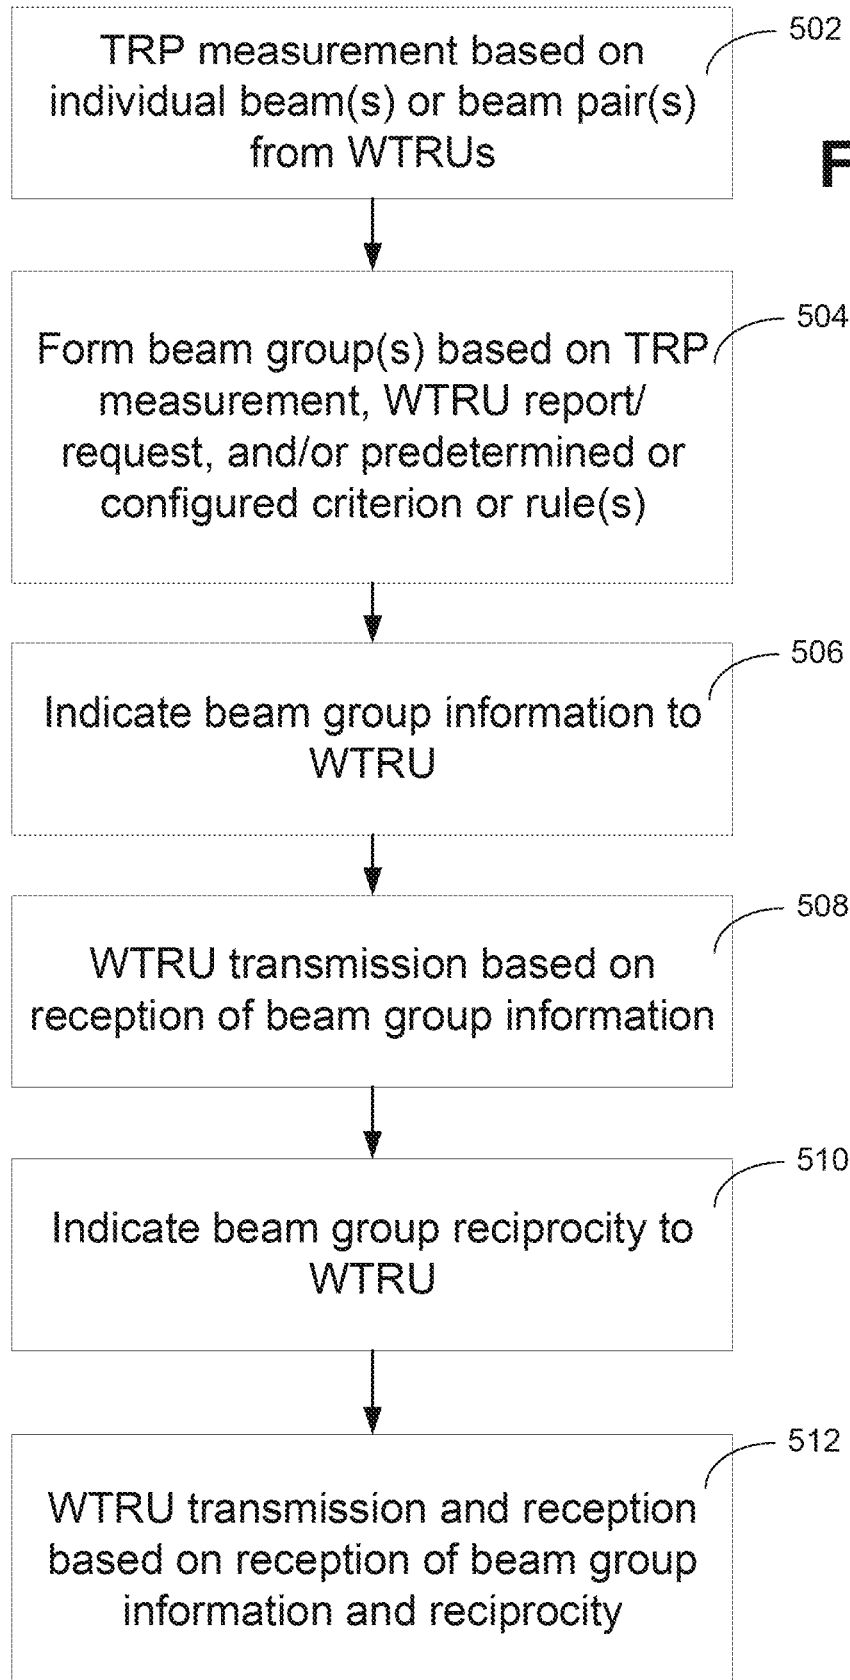 TRP measurement based on
individual beam(s) or beam pair(s)
from WTRUs
502
F
Form beam group(s) based on TRP
measurement, WTRU report/
request, and/or predetermined or
configured criterion or rule(s)
504
Indicate beam group information to
WTRU
506
WTRU transmission based on
reception of beam group information
508
Indicate beam group reciprocity to
WTRU
510
WTRU transmission and reception
based on reception of beam group
information and reciprocity
512